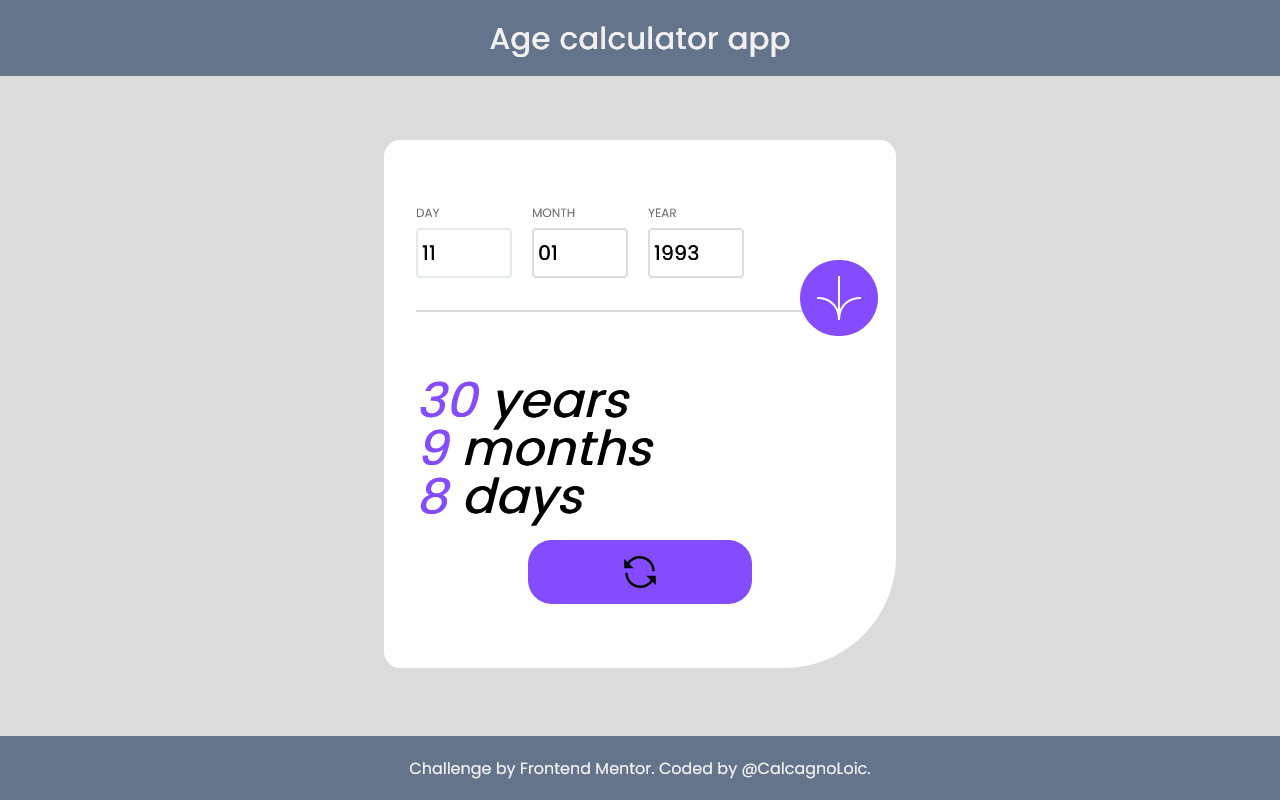 Age calculator app
DAY MONTH YEAR
11 01 1993
30 years
9 months
8 days
Challenge by Frontend Mentor. Coded by @CalcagnoLoic.